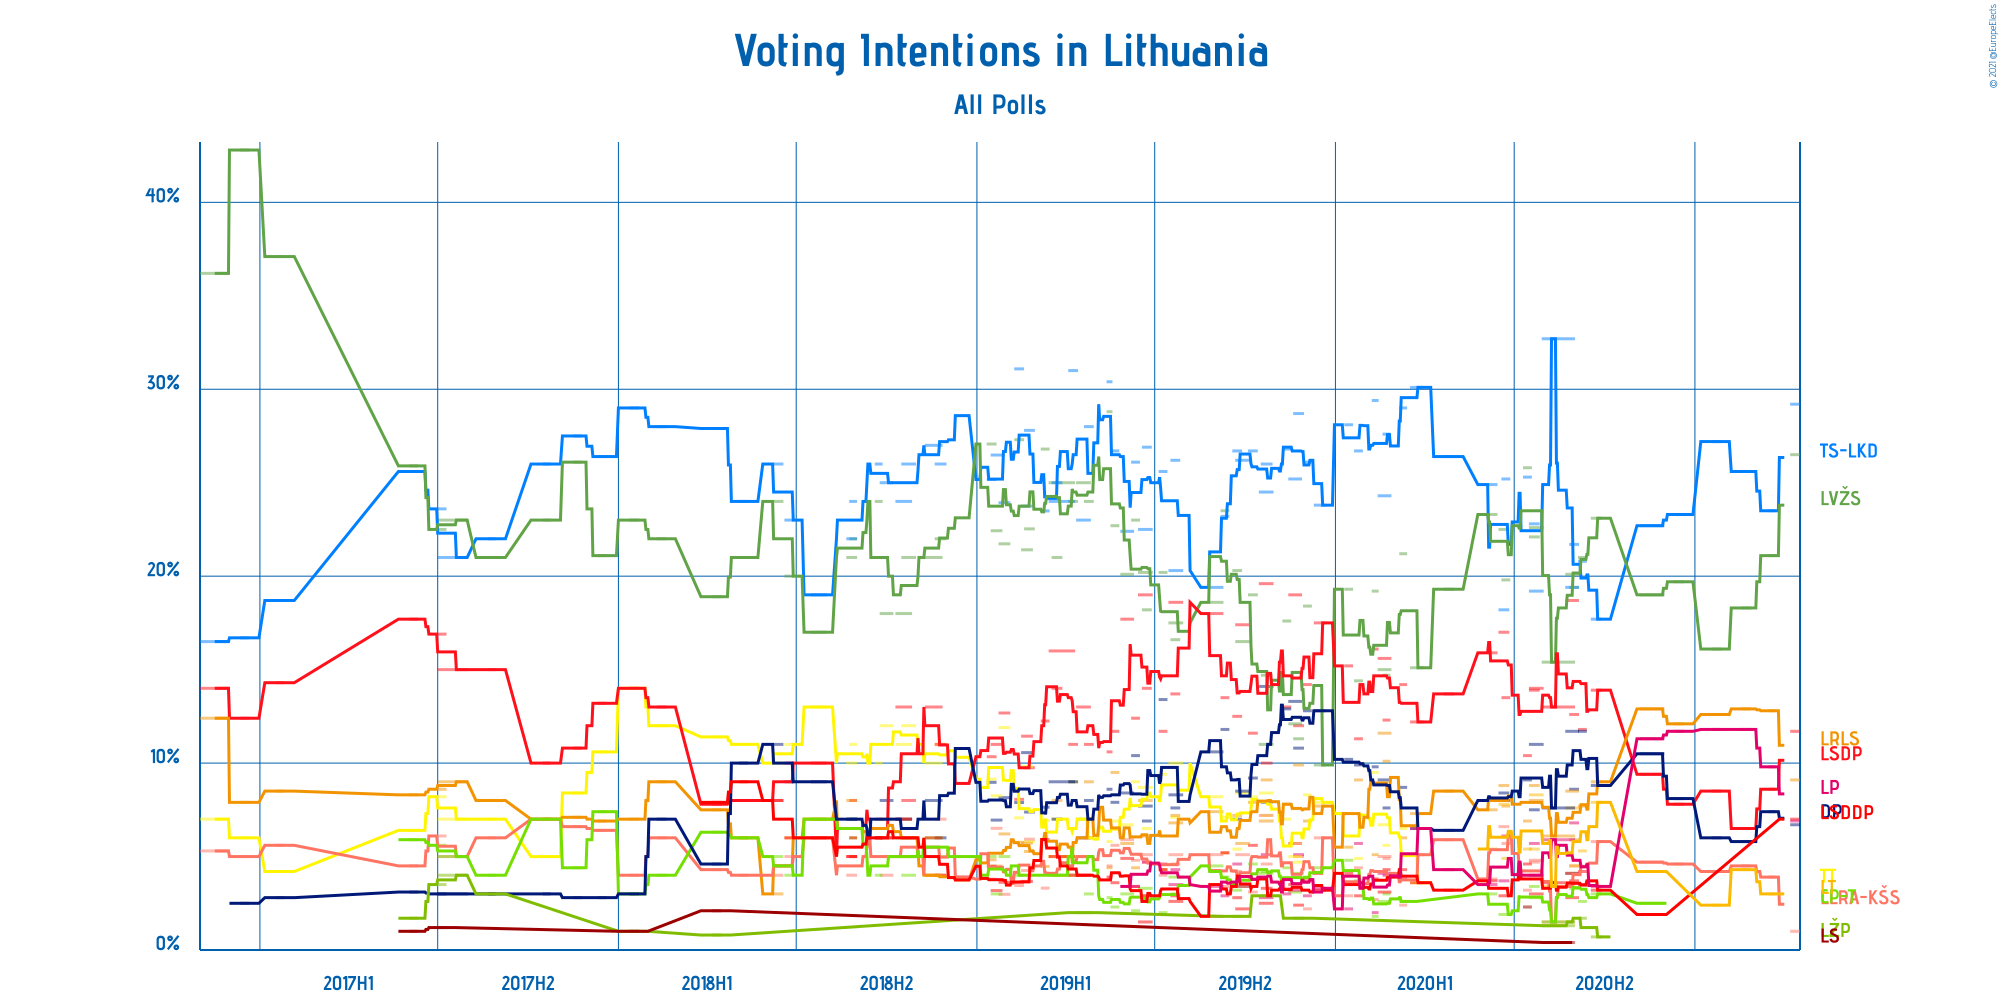 © 2021 @EuropeElects
Voting Intentions in Lithuania
All Polls
40%
30%
20%
10%
0%
TS-LKD
LVŽS
LRLS
LSDP
LP
DP
LSDDP
TT
LLRA-KŠS
LŽP
LS
2017H1
2017H2
2018H1
2018H2
2019H1
2019H2
2020H1
2020H2